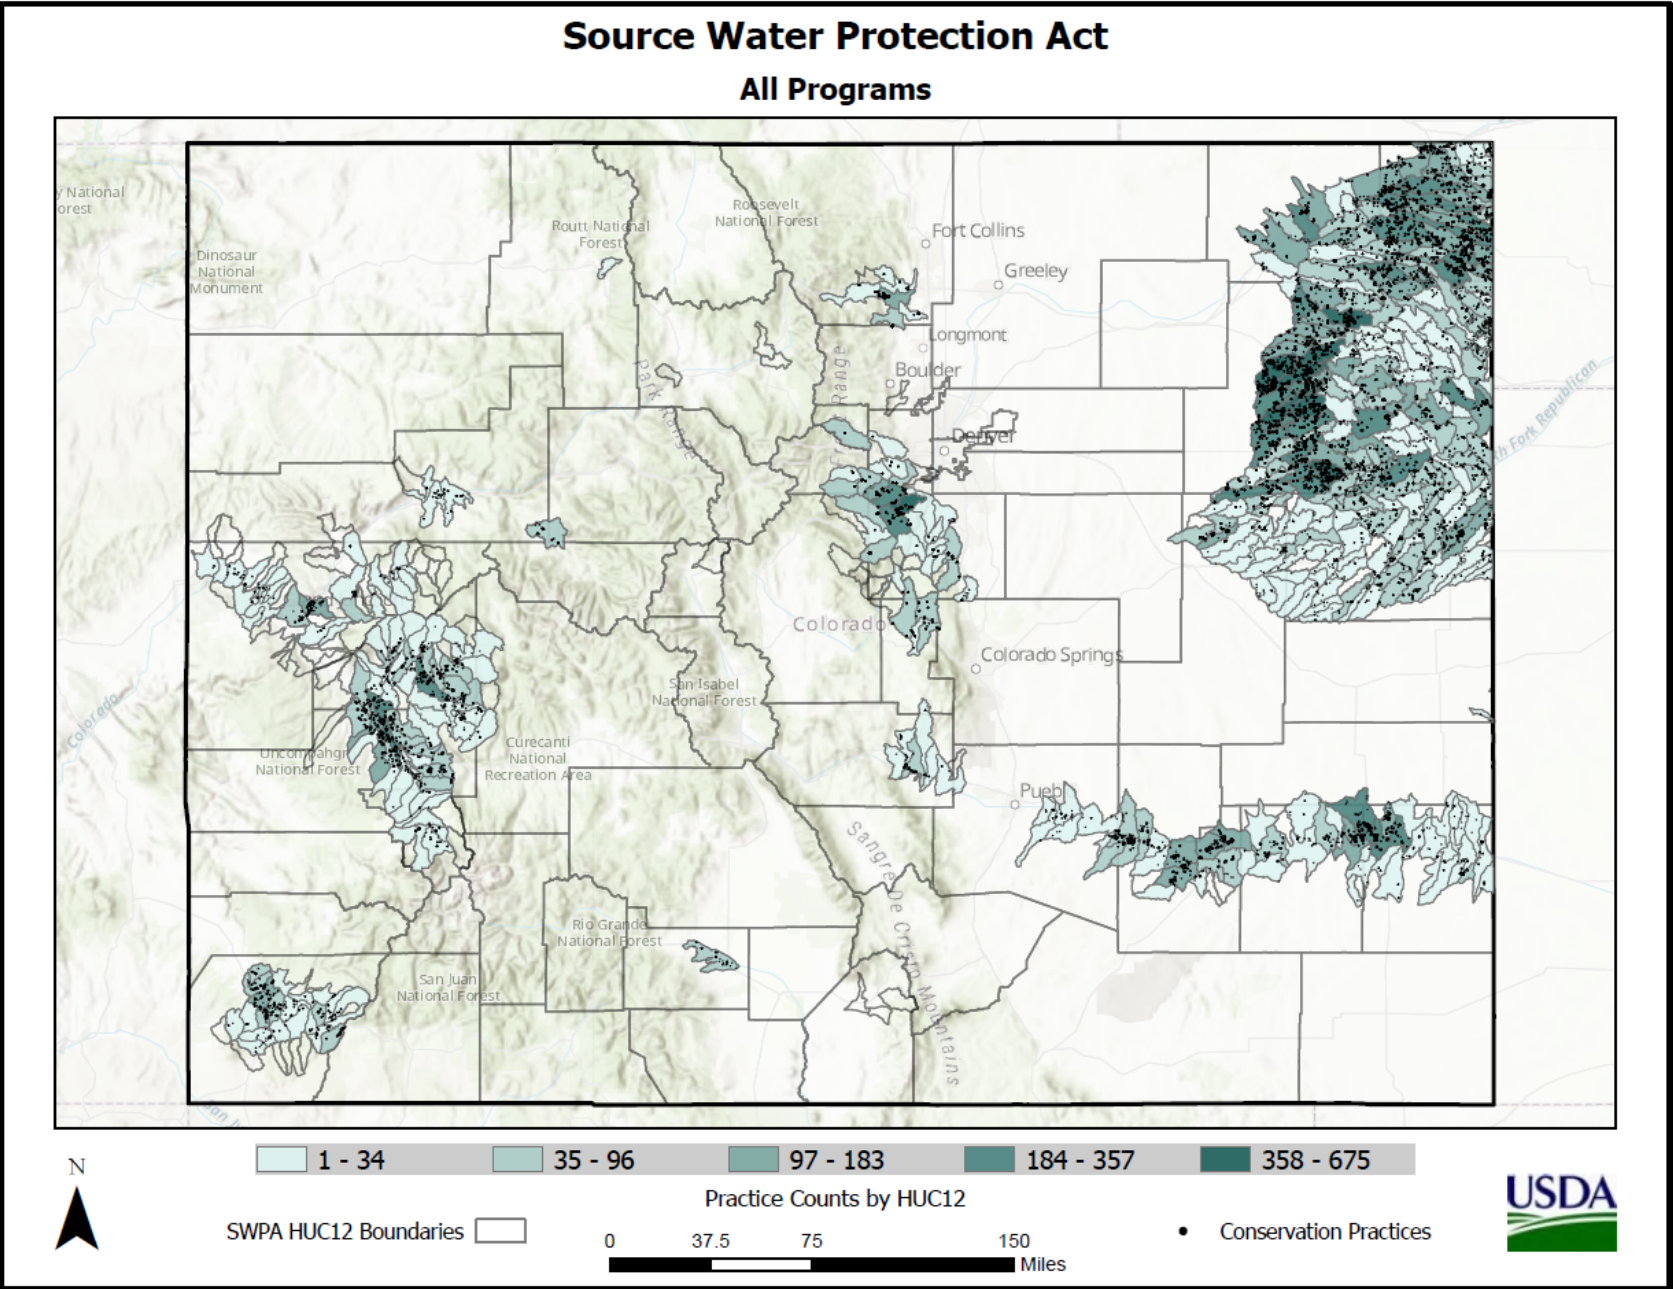 Source Water Protection Act
All Programs
y National
orest
Dinosaur
National
Monument
Routt National
Forest
Roosevelt
National Forest
Fort Collins
Greeley
Longmont
Boulder
Denver
Park Range
Range
th Fork Republican
Colorado
Colorado Springs
San Isabel
National Forest
Colorado
Uncompahgr
National Forest
Curecanti
National
Recreation Area
Puebl
Sangre De Cristo Mountains
Rio Grande
National Forest
San Juan
National Forest
San
1 - 34
35 - 96
97 - 183
184 - 357
358 - 675
Practice Counts by HUC12
N
SWPA HUC12 Boundaries
0 37.5 75 150
Miles
Conservation Practices
USDA